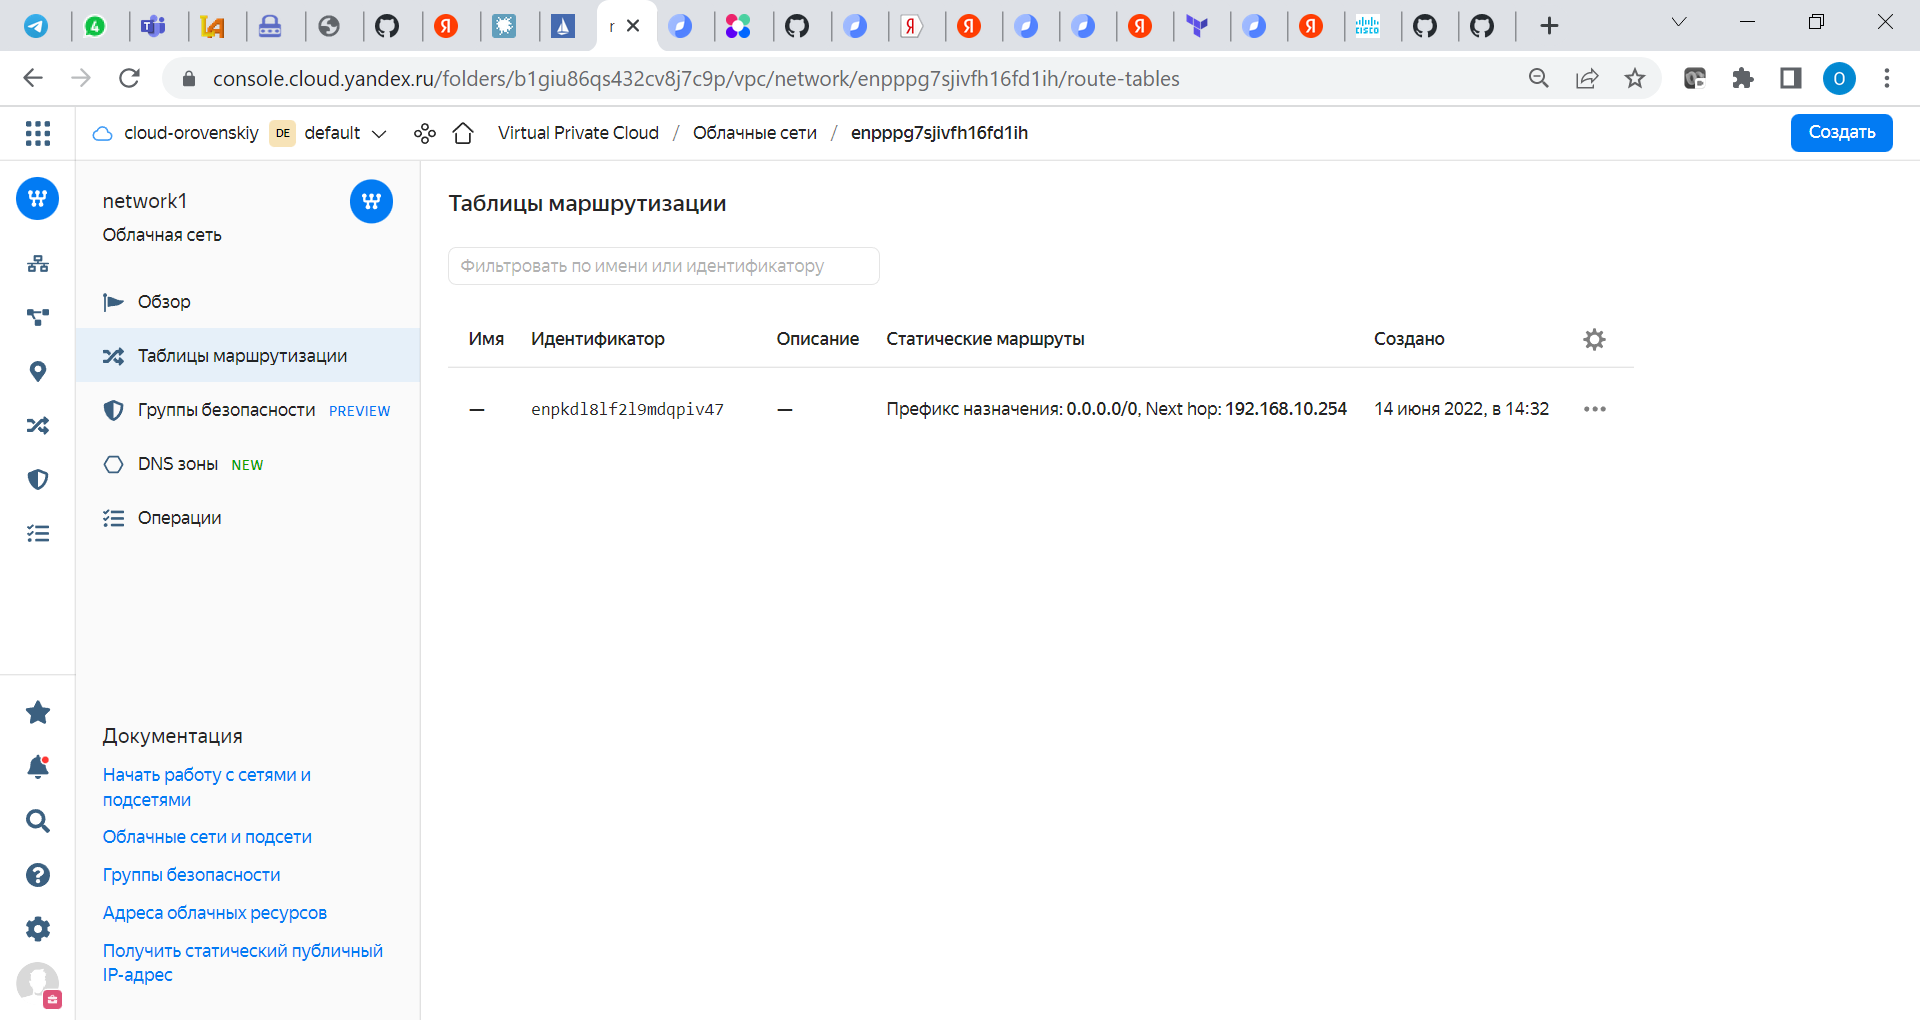 console.cloud.yandex.ru/folders/b1giu86qs432cv8j7c9p/vpc/network/enpppg7sjivfh16fd1ih/route-tables
О
cloud-orovenskiy DE default Virtual Private Cloud / Облачные сети / enpppg7sjivfh16fd1ih
Создать
network1
Облачная сеть
Обзор
Таблицы маршрутизации
Группы безопасности PREVIEW
DNS зоны NEW
Операции
Документация
Начать работу с сетями и
подсетями
Облачные сети и подсети
Группы безопасности
Адреса облачных ресурсов
Получить статический публичный
IP-адрес
Таблицы маршрутизации
Фильтровать по имени или идентификатору
Имя Идентификатор Описание Статические маршруты Создано
— enpkdl8lf2l9mdqpiv47 — Префикс назначения: 0.0.0.0/0, Next hop: 192.168.10.254 14 июня 2022, в 14:32